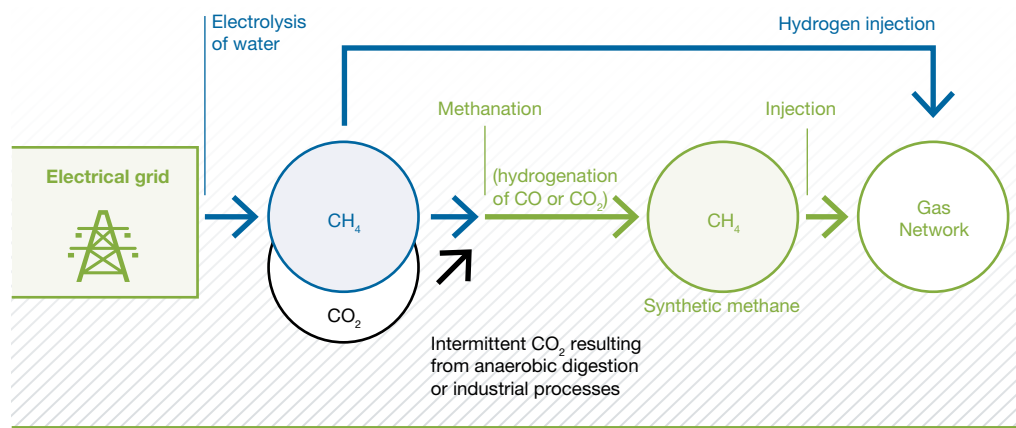 Electrolysis
of water
Hydrogen injection
Methanation
Injection
Electrical grid
(hydrogenation
of CO or CO₂)
CH₄
CH₄
Gas
Network
CO₂
Synthetic methane
Intermittent CO₂ resulting
from anaerobic digestion
or industrial processes